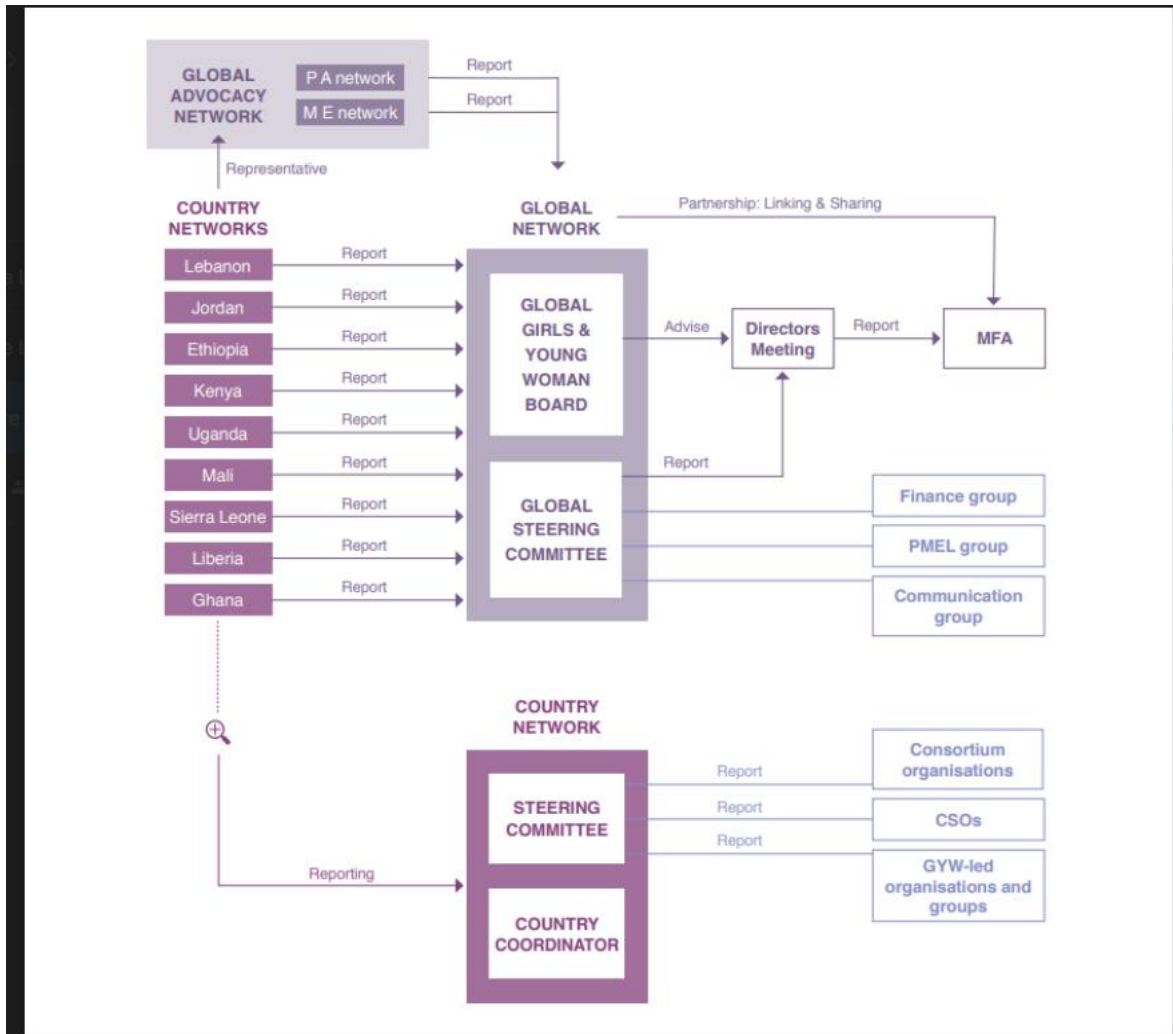 GLOBAL
ADVOCACY
NETWORK
P A network
M E network
Report
Report
Representative
COUNTRY
NETWORKS
GLOBAL
NETWORK
Partnership: Linking & Sharing
Lebanon
Report
Jordan
Report
Ethiopia
Report
Kenya
Report
Uganda
Report
Mali
Report
Sierra Leone
Report
Liberia
Report
Ghana
Report
GLOBAL
GIRLS &
YOUNG
WOMAN
BOARD
Advise
Directors
Meeting
Report
MFA
GLOBAL
STEERING
COMMITTEE
Report
Finance group
PMEL group
Communication
group
COUNTRY
NETWORK
Reporting
STEERING
COMMITTEE
COUNTRY
COORDINATOR
Report
Consortium
organisations
Report
CSOs
Report
GYW-led
organisations and
groups